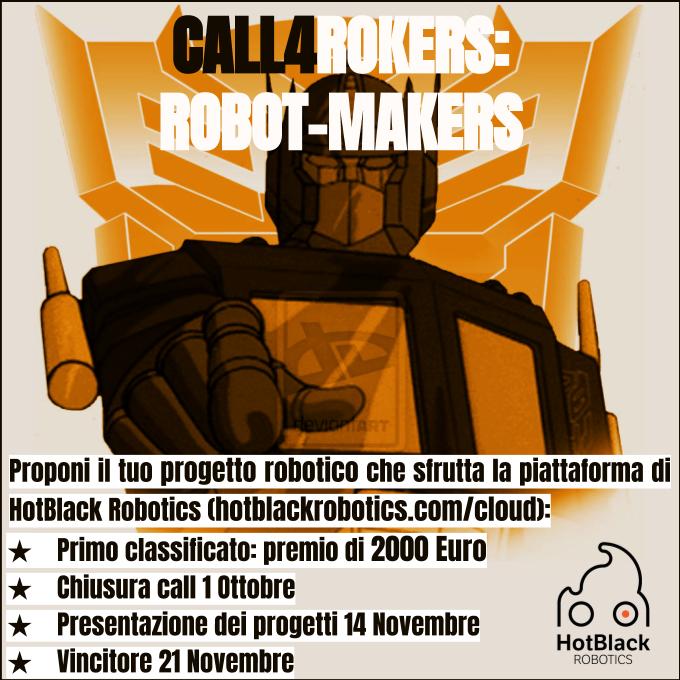 CALL4ROKERS:
ROBOT-MAKERS
deviantART
Proponi il tuo progetto robotico che sfrutta la piattaforma di
HotBlack Robotics (hotblackrobotics.com/cloud):
★ Primo classificato: premio di 2000 Euro
★ Chiusura call 1 Ottobre
★ Presentazione dei progetti 14 Novembre
★ Vincitore 21 Novembre
HotBlack
ROBOTICS